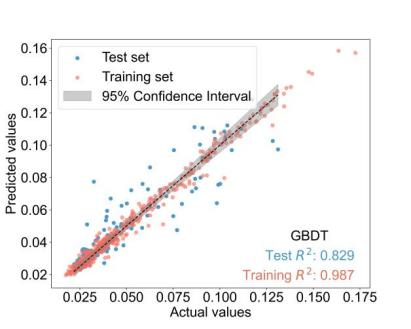 0.16
0.14
0.12
0.10
0.08
0.06
0.04
0.02
Predicted values
Test set
Training set
95% Confidence Interval
GBDT
Test R²: 0.829
Training R²: 0.987
0.025 0.050 0.075 0.100 0.125 0.150 0.175
Actual values